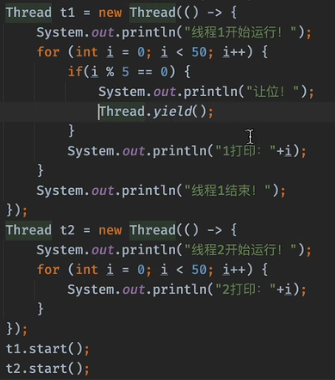 Thread t1 = new Thread(() -> {
    System.out.println("线程1开始运行！");
    for (int i = 0; i < 50; i++) {
        if(i % 5 == 0) {
            System.out.println("让位！");
            Thread.yield();
        }
        System.out.println("1打印："+i);
    }
    System.out.println("线程1结束！");
});
Thread t2 = new Thread(() -> {
    System.out.println("线程2开始运行！");
    for (int i = 0; i < 50; i++) {
        System.out.println("2打印："+i);
    }
});
t1.start();
t2.start();